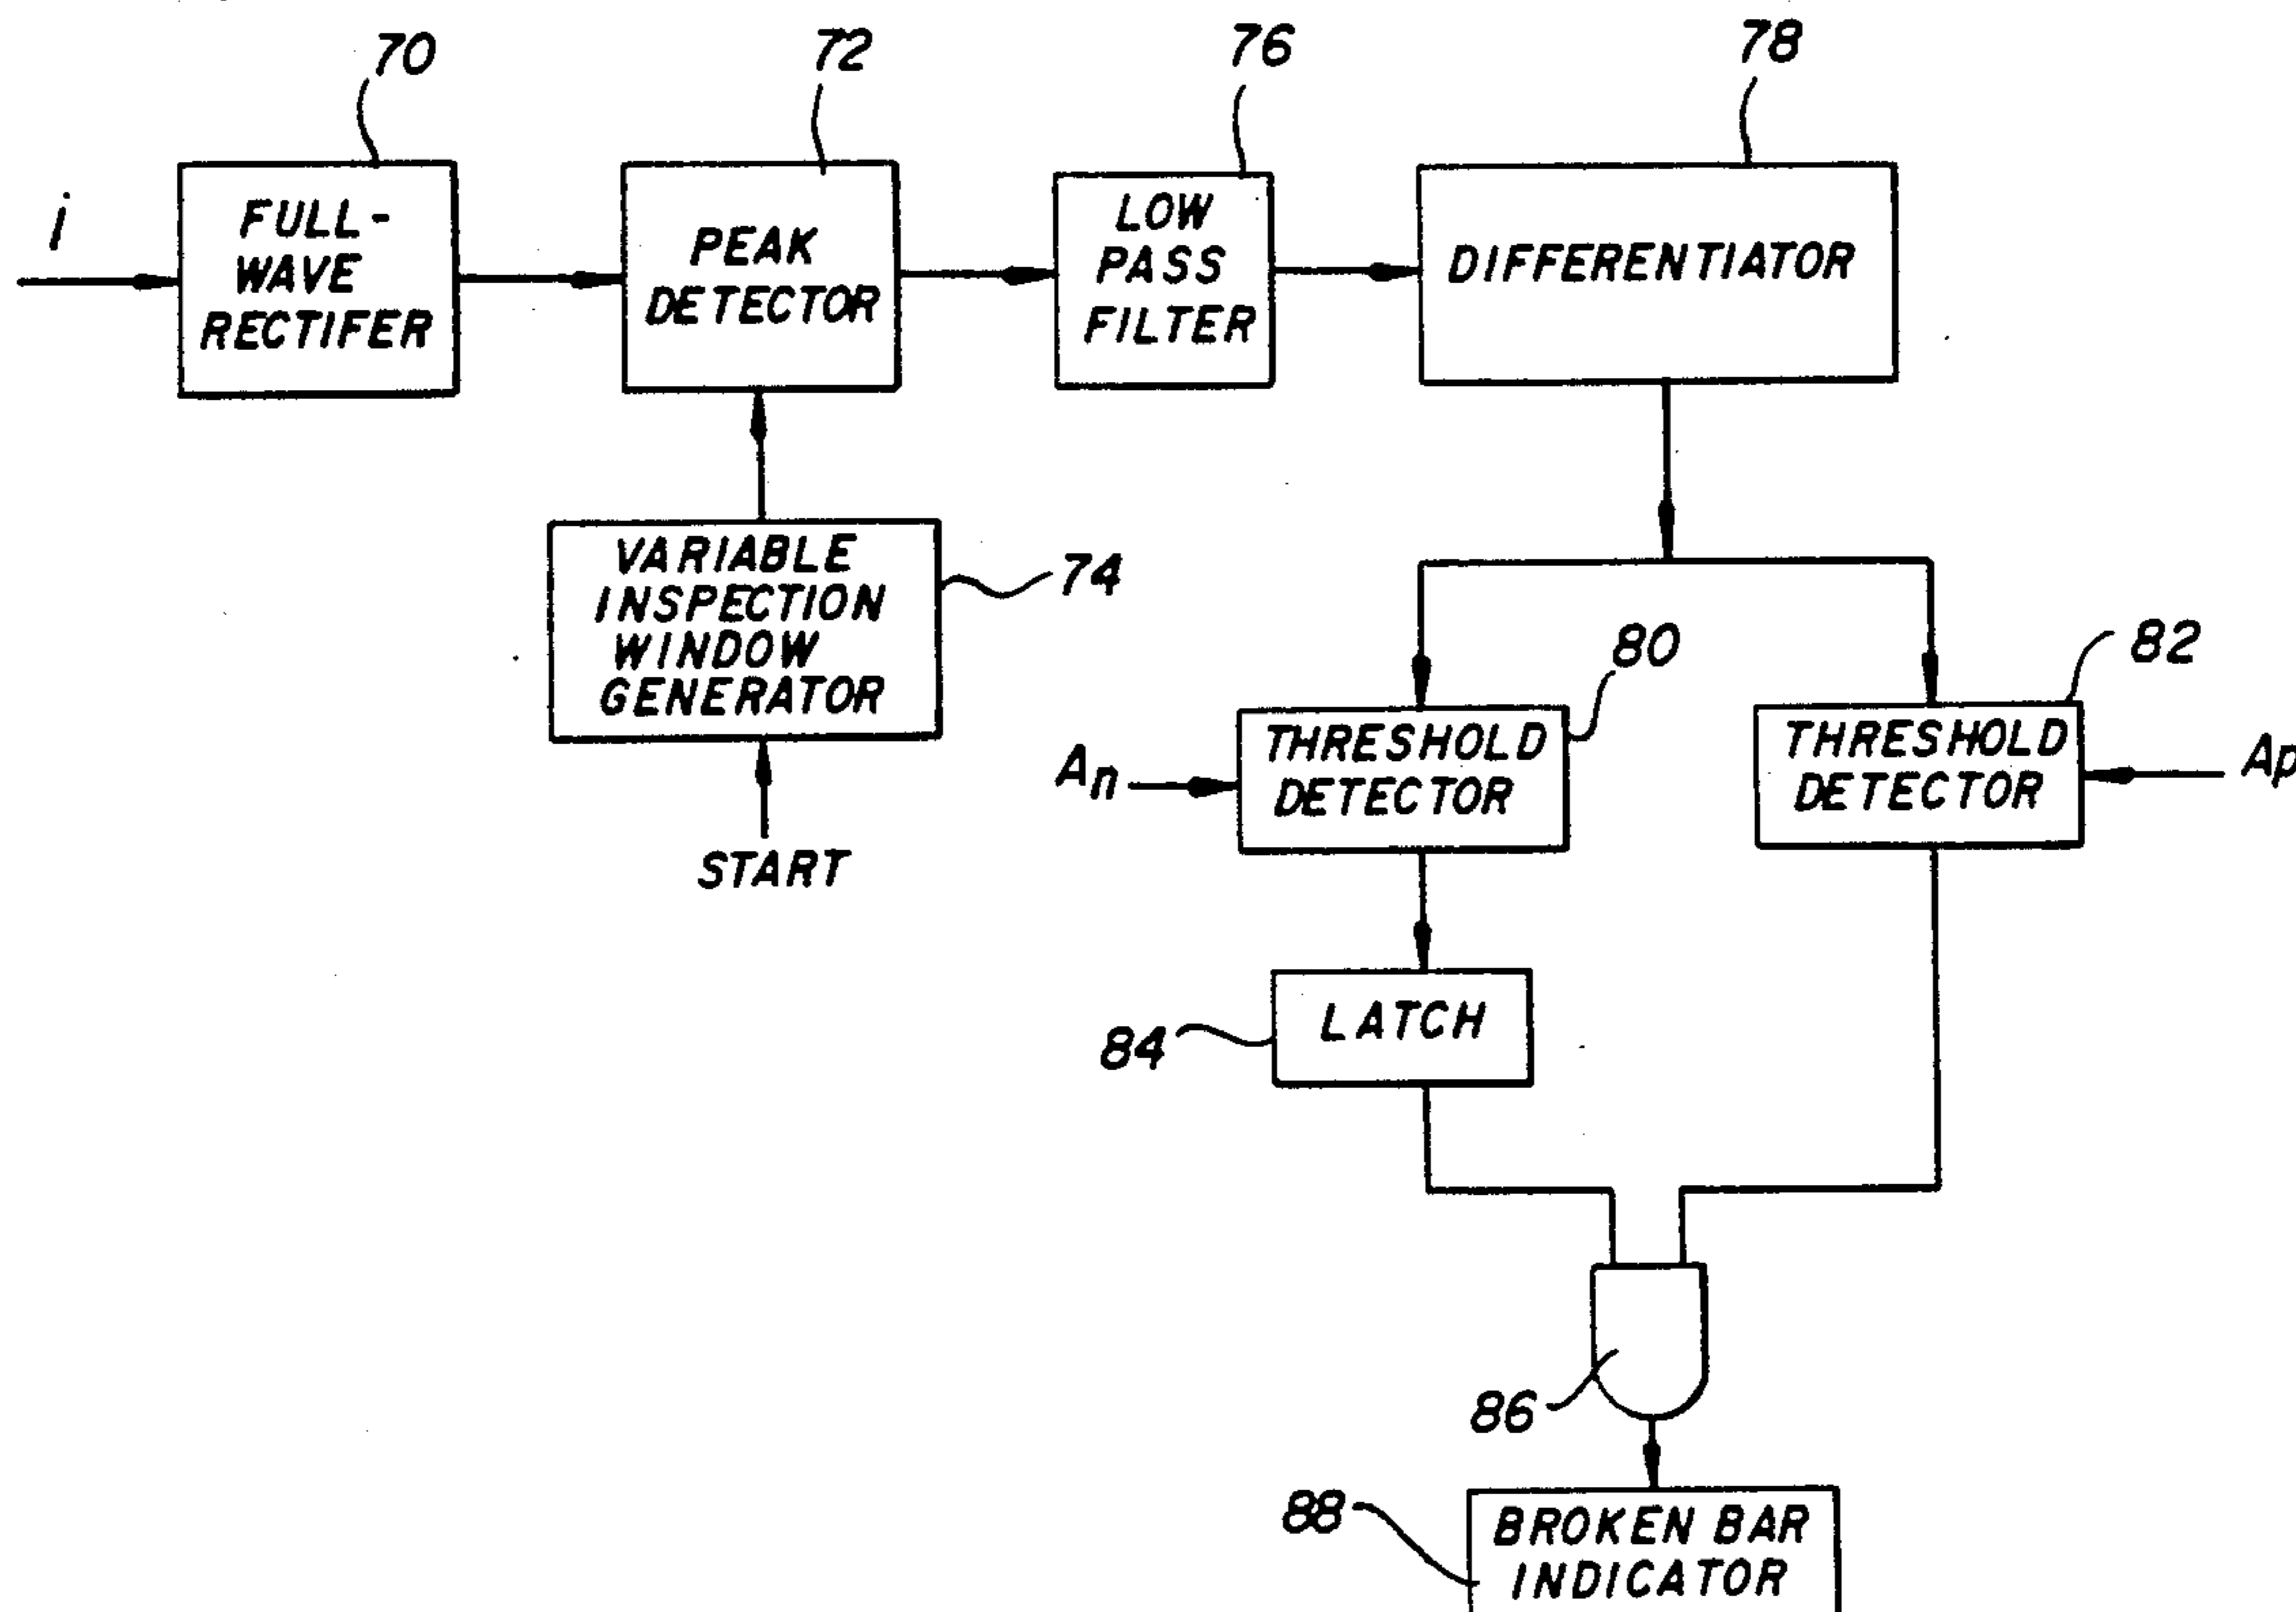 70
72
76
78
i
FULL-
WAVE
RECTIFER
PEAK
DETECTOR
LOW
PASS
FILTER
DIFFERENTIATOR
VARIABLE
INSPECTION
WINDOW
GENERATOR
74
START
80
82
An
THRESHOLD
DETECTOR
THRESHOLD
DETECTOR
Ap
84
LATCH
86
88
BROKEN BAR
INDICATOR